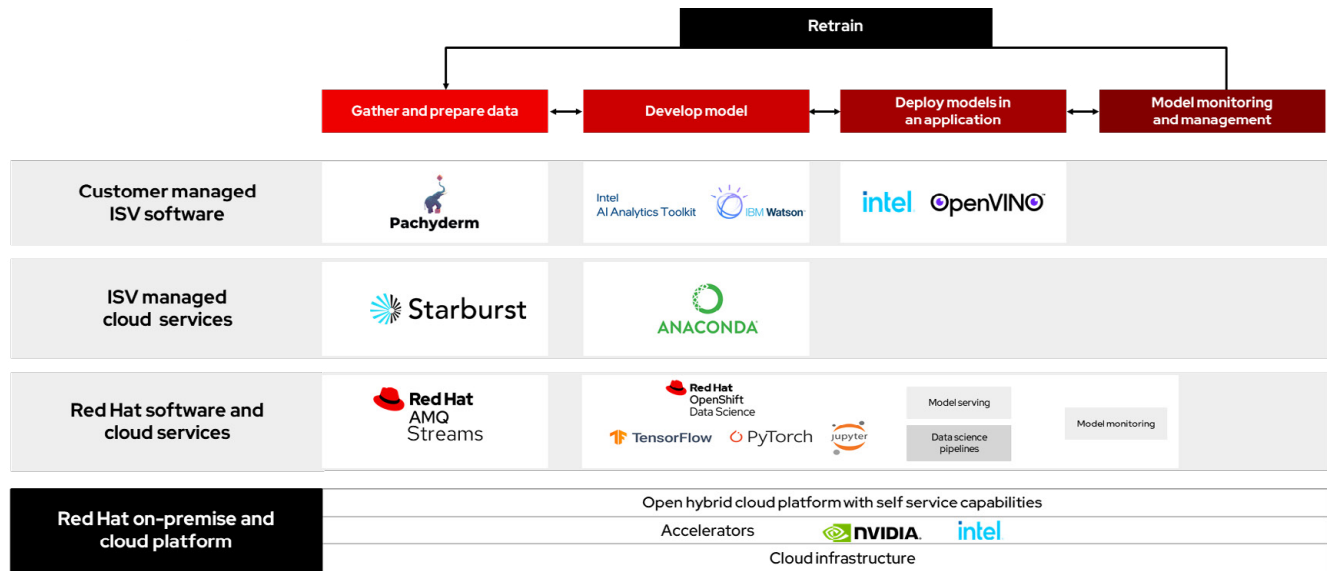 Retrain
Gather and prepare data
Develop model
Deploy models in
an application
Model monitoring
and management
Customer managed
ISV software
Pachyderm
Intel
AI Analytics Toolkit
IBM Watson
intel
OpenVINO
ISV managed
cloud services
Starburst
ANACONDA
Red Hat software and
cloud services
Red Hat
AMQ
Streams
Red Hat
OpenShift
Data Science
TensorFlow
PyTorch
jupyter
Model serving
Data science
pipelines
Model monitoring
Red Hat on-premise and
cloud platform
Open hybrid cloud platform with self service capabilities
Accelerators
NVIDIA.
intel
Cloud infrastructure